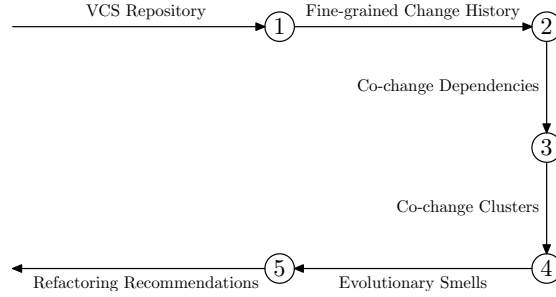 VCS Repository
1
Fine-grained Change History
2
Co-change Dependencies
3
Co-change Clusters
4
Evolutionary Smells
5
Refactoring Recommendations